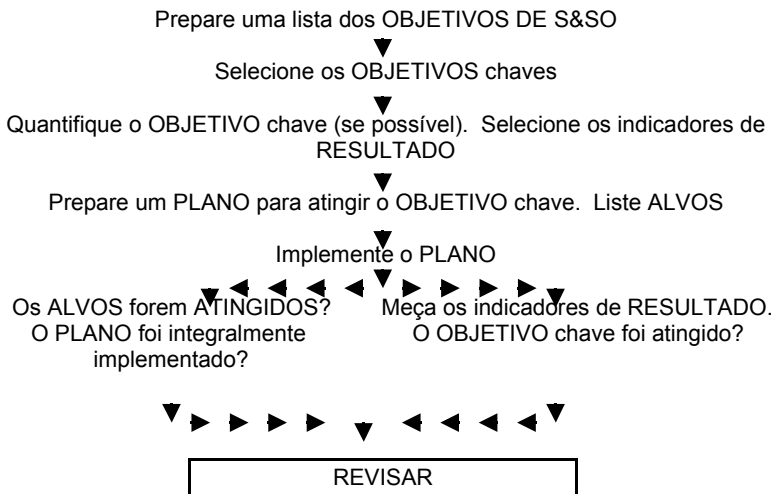 Prepare uma lista dos OBJETIVOS DE S&SO
Selecione os OBJETIVOS chaves
Quantifique o OBJETIVO chave (se possível). Selecione os indicadores de
RESULTADO
Prepare um PLANO para atingir o OBJETIVO chave. Liste ALVOS
Implemente o PLANO
Os ALVOS forem ATINGIDOS?
O PLANO foi integralmente
implementado?
Meça os indicadores de RESULTADO.
O OBJETIVO chave foi atingido?
REVISAR